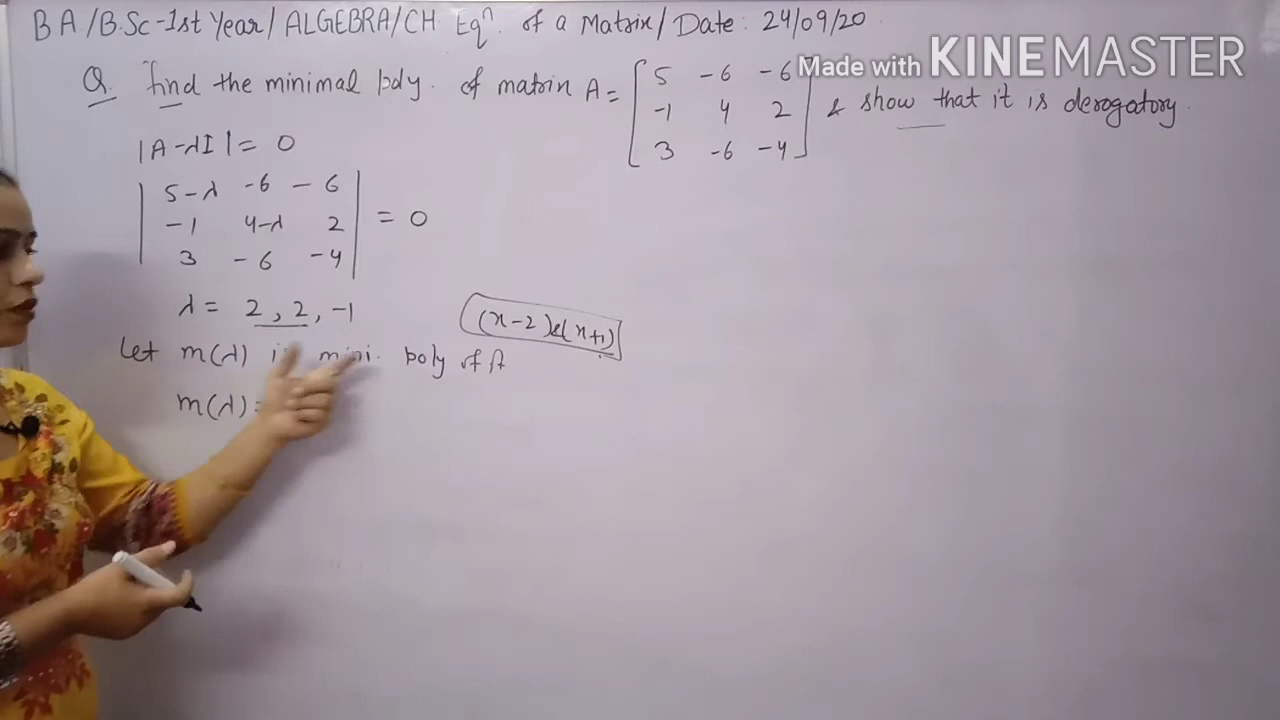 BA/B.Sc-1st Year/ALGEBRA/CH Eqn. of a Matrix/Date: 24/09/20
Made with KINEMASTER
Q. find the minimal poly. of matrix A = [ 5 -6 -6 & show that it is derogatory.
-1 4 2
3 -6 -4 ]
|A-λI| = 0
| 5-λ -6 -6 |
| -1 4-λ 2 | = 0
| 3 -6 -4 |
λ = 2, 2, -1
(x-2) & (x+1)
Let m(λ) mini. poly of A
m(λ) =